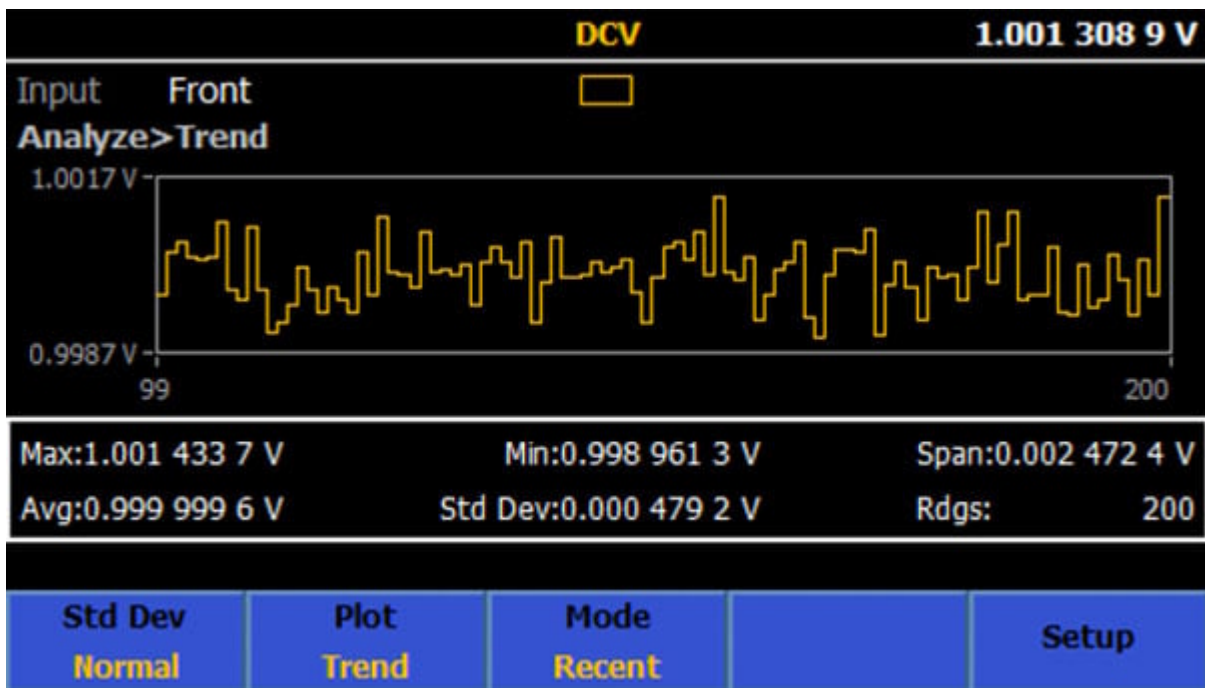 DCV 1.001 308 9 V
Input Front
Analyze>Trend
1.0017 V
0.9987 V
99 200
Max:1.001 433 7 V Min:0.998 961 3 V Span:0.002 472 4 V
Avg:0.999 999 6 V Std Dev:0.000 479 2 V Rdgs: 200
Std Dev Plot Mode Setup
Normal Trend Recent